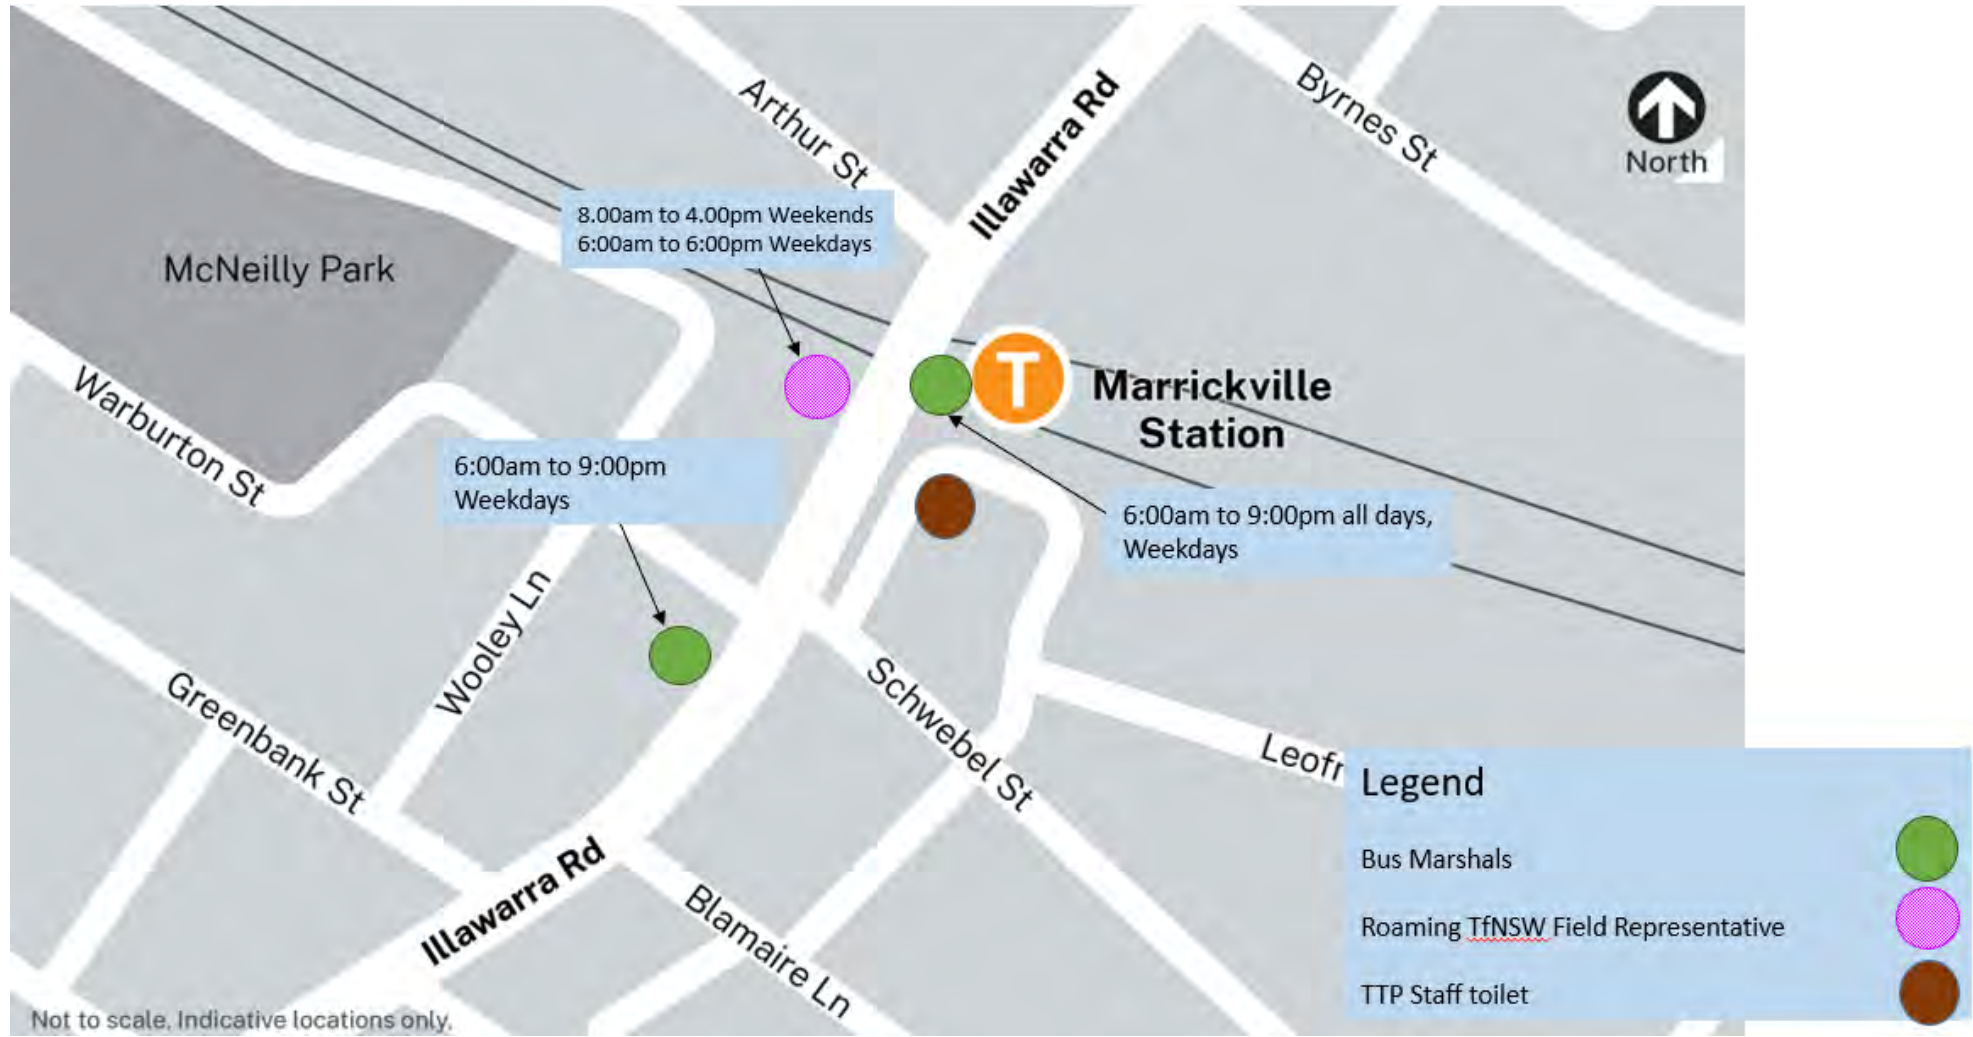 Arthur St
Illawarra Rd
Byrnes St
North
8.00am to 4.00pm Weekends
6:00am to 6:00pm Weekdays
McNeilly Park
T
Marrickville
Station
Warburton St
6:00am to 9:00pm
Weekdays
6:00am to 9:00pm all days,
Weekdays
Wooley Ln
Greenbank St
Schwebel St
Leofr
Illawarra Rd
Blamaire Ln
Legend
Bus Marshals
Roaming TfNSW Field Representative
TTP Staff toilet
Not to scale. Indicative locations only.